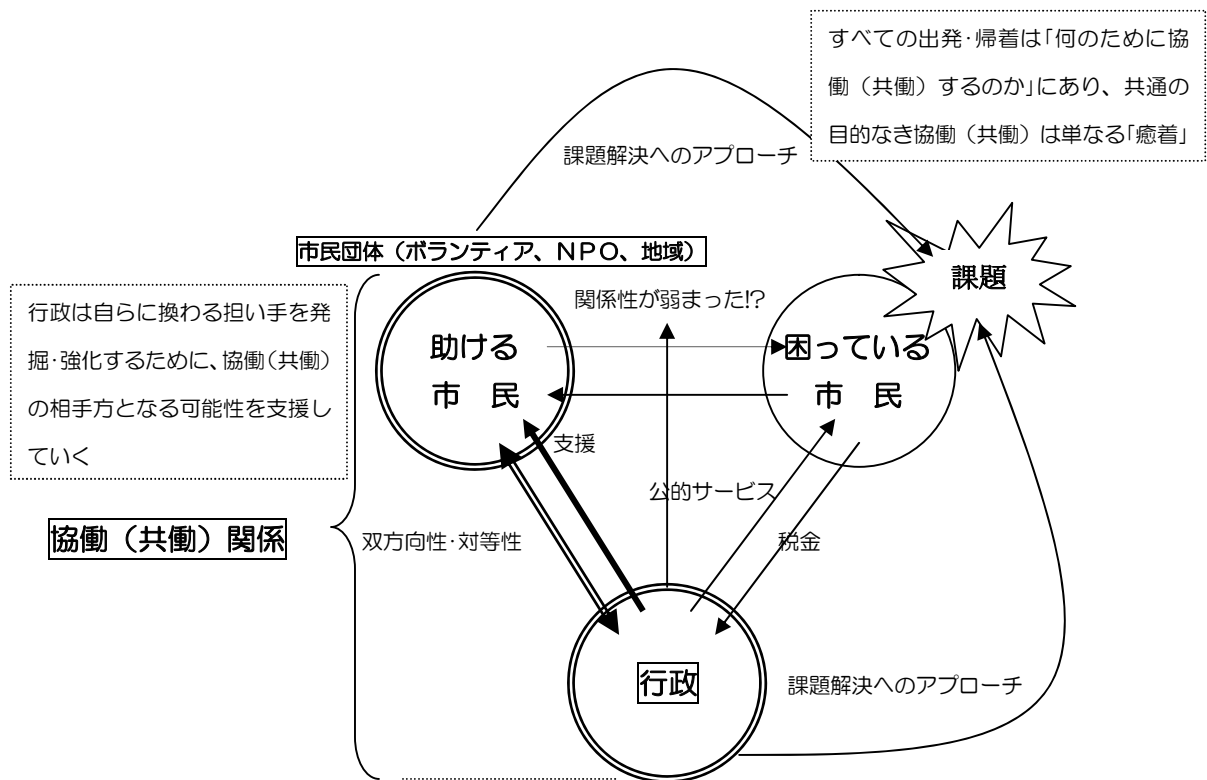 すべての出発・帰着は「何のために協
働（共働）するのか」にあり、共通の
目的なき協働（共働）は単なる「癒着」
課題解決へのアプローチ
市民団体（ボランティア、ＮＰＯ、地域）
課題
行政は自らに換わる担い手を発
掘・強化するために、協働（共働）
の相手方となる可能性を支援し
ていく
関係性が弱まった!?
助ける
市　民
困っている
市　民
支援
公的サービス
協働（共働）関係
双方向性・対等性
税金
行政
課題解決へのアプローチ